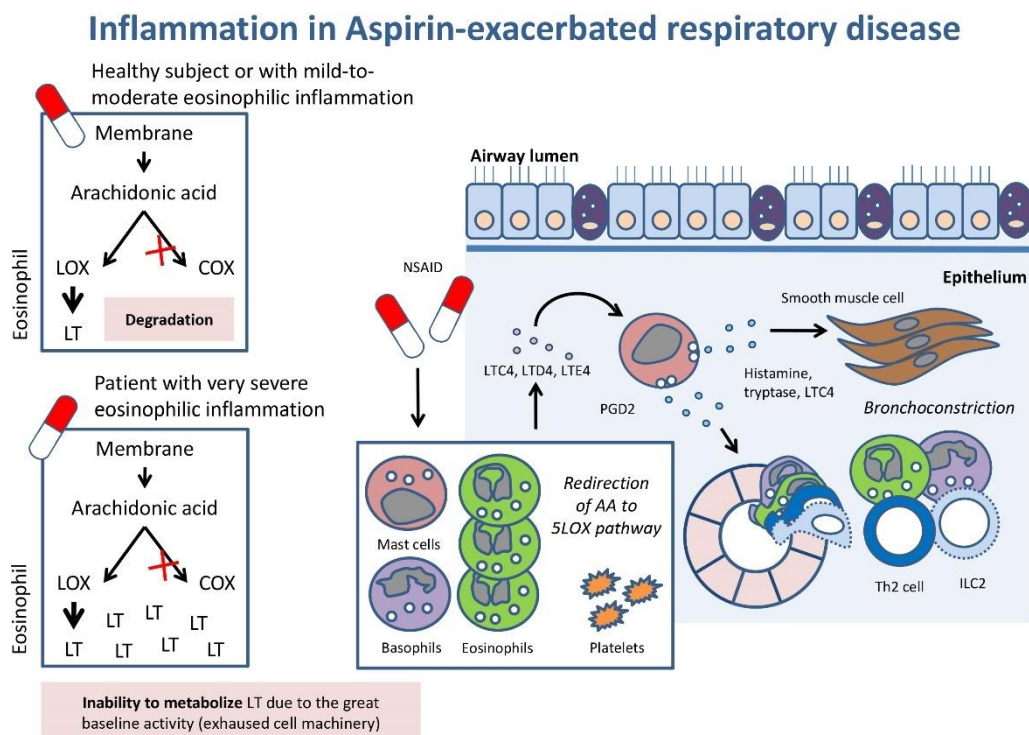 Inflammation in Aspirin-exacerbated respiratory disease
Healthy subject or with mild-to-
moderate eosinophilic inflammation
Membrane
Arachidonic acid
LOX
COX
LT
Degradation
Eosinophil
Patient with very severe
eosinophilic inflammation
Membrane
Arachidonic acid
LOX
COX
LT
LT
LT
LT
LT
LT
LT
LT
Eosinophil
Inability to metabolize LT due to the great
baseline activity (exhaused cell machinery)
Airway lumen
Epithelium
NSAID
LTC4, LTD4, LTE4
PGD2
Smooth muscle cell
Histamine,
tryptase, LTC4
Bronchoconstriction
Mast cells
Basophils
Eosinophils
Redirection
of AA to
5LOX pathway
Platelets
Th2 cell
ILC2